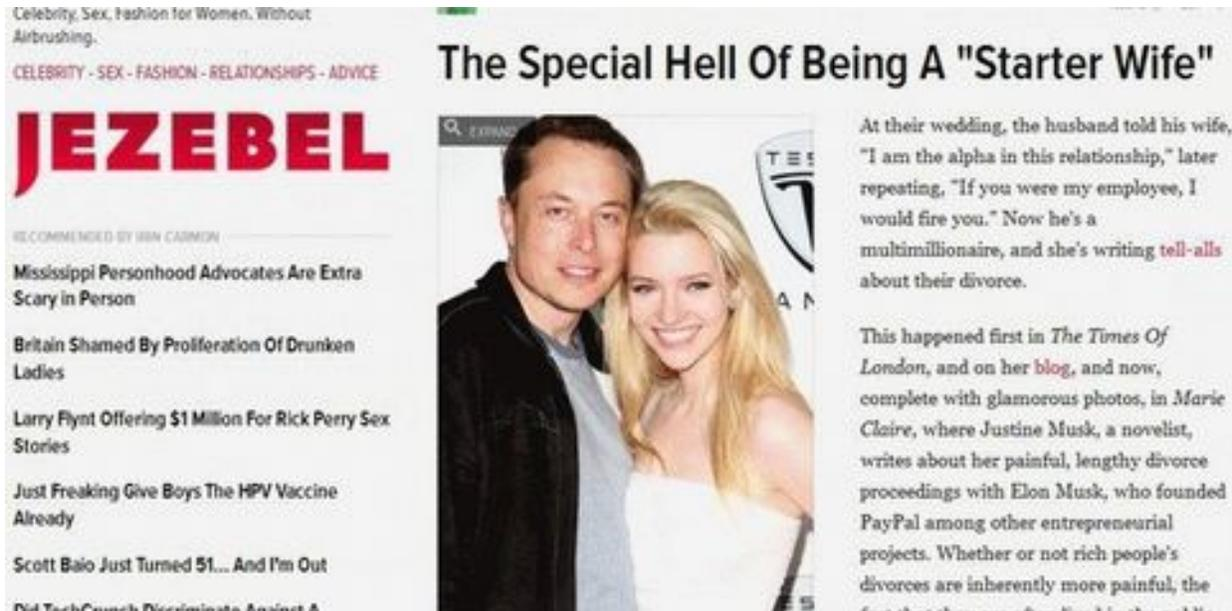 Celebrity, Sex, Fashion for Women. Without
Airbrushing.
CELEBRITY - SEX - FASHION - RELATIONSHIPS - ADVICE
JEZEBEL
RECOMMENDED BY IRIN CARMON
Mississippi Personhood Advocates Are Extra
Scary in Person
Britain Shamed By Proliferation Of Drunken
Ladies
Larry Flynt Offering $1 Million For Rick Perry Sex
Stories
Just Freaking Give Boys The HPV Vaccine
Already
Scott Baio Just Turned 51... And I'm Out
Did TechCrunch Discriminate Against A
The Special Hell Of Being A "Starter Wife"
EXPAND
TES
T
A N
ES
At their wedding, the husband told his wife,
"I am the alpha in this relationship," later
repeating, "If you were my employee, I
would fire you." Now he's a
multimillionaire, and she's writing tell-alls
about their divorce.
This happened first in The Times Of
London, and on her blog, and now,
complete with glamorous photos, in Marie
Claire, where Justine Musk, a novelist,
writes about her painful, lengthy divorce
proceedings with Elon Musk, who founded
PayPal among other entrepreneurial
projects. Whether or not rich people's
divorces are inherently more painful, the